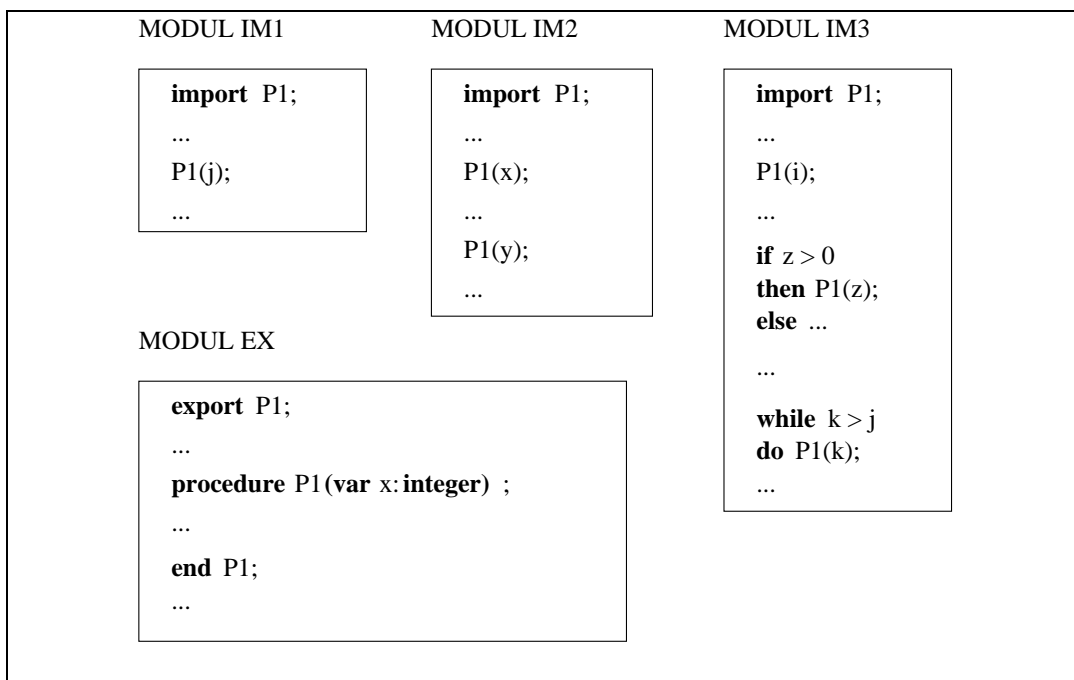 MODUL IM1
import P1;
...
P1(j);
...
MODUL IM2
import P1;
...
P1(x);
...
P1(y);
...
MODUL IM3
import P1;
...
P1(i);
...
if z > 0
then P1(z);
else ...
...
while k > j
do P1(k);
...
MODUL EX
export P1;
...
procedure P1(var x: integer) ;
...
end P1;
...